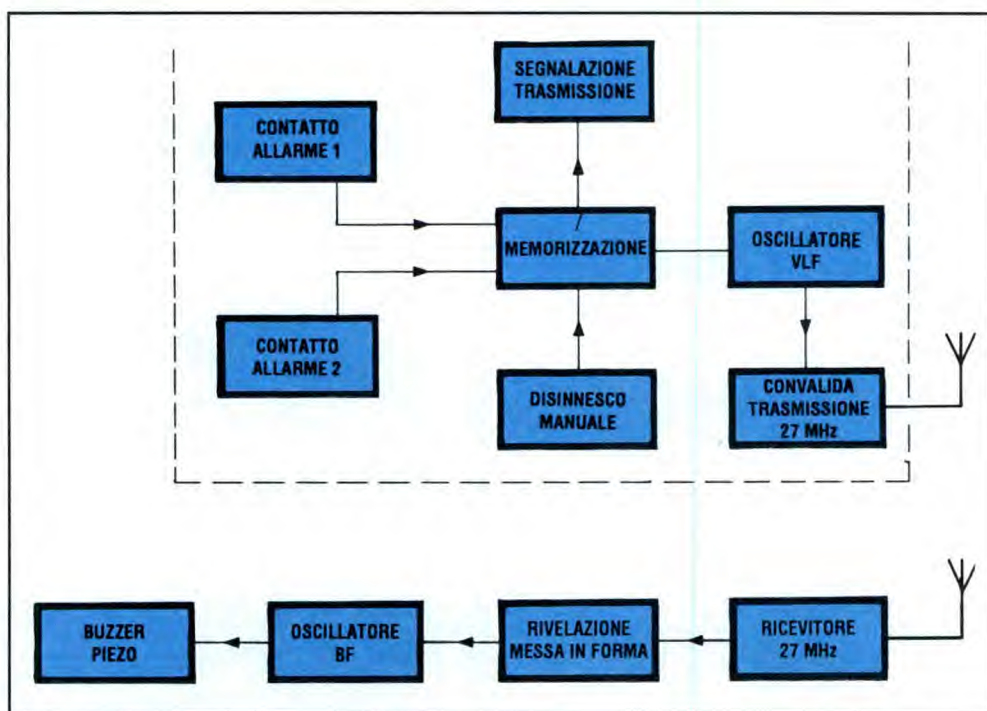 SEGNALAZIONE
TRASMISSIONE
CONTATTO
ALLARME 1
MEMORIZZAZIONE
OSCILLATORE
VLF
CONTATTO
ALLARME 2
DISINNESCO
MANUALE
CONVALIDA
TRASMISSIONE
27 MHz
BUZZER
PIEZO
OSCILLATORE
BF
RIVELAZIONE
MESSA IN FORMA
RICEVITORE
27 MHz